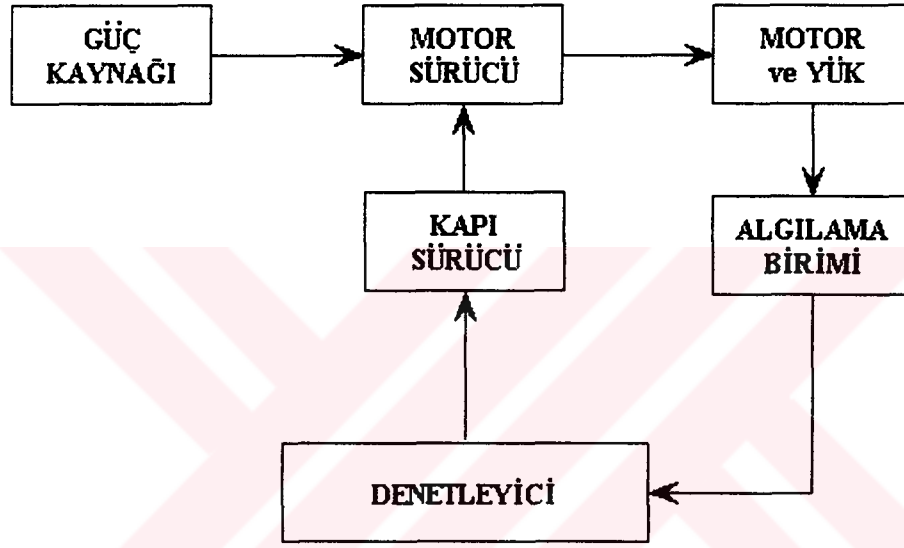 GÜÇ
KAYNAĞI
MOTOR
SÜRÜCÜ
MOTOR
ve YÜK
KAPI
SÜRÜCÜ
ALGILAMA
BİRİMİ
DENETLEYİCİ